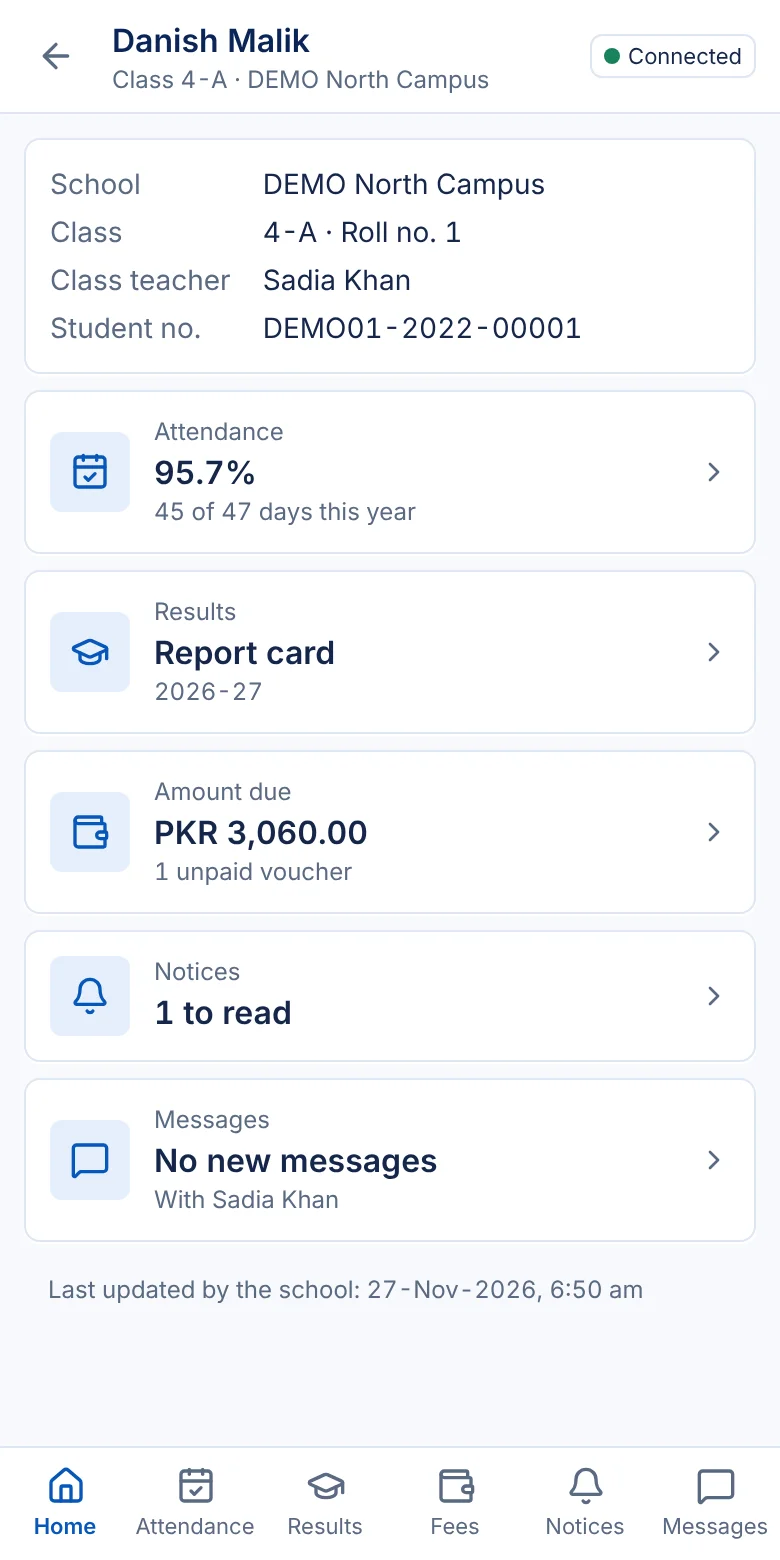 Danish Malik
Class 4-A · DEMO North Campus
Connected
School DEMO North Campus
Class 4-A · Roll no. 1
Class teacher Sadia Khan
Student no. DEMO01-2022-00001
Attendance
95.7%
45 of 47 days this year
Results
Report card
2026-27
Amount due
PKR 3,060.00
1 unpaid voucher
Notices
1 to read
Messages
No new messages
With Sadia Khan
Last updated by the school: 27-Nov-2026, 6:50 am
Home Attendance Results Fees Notices Messages